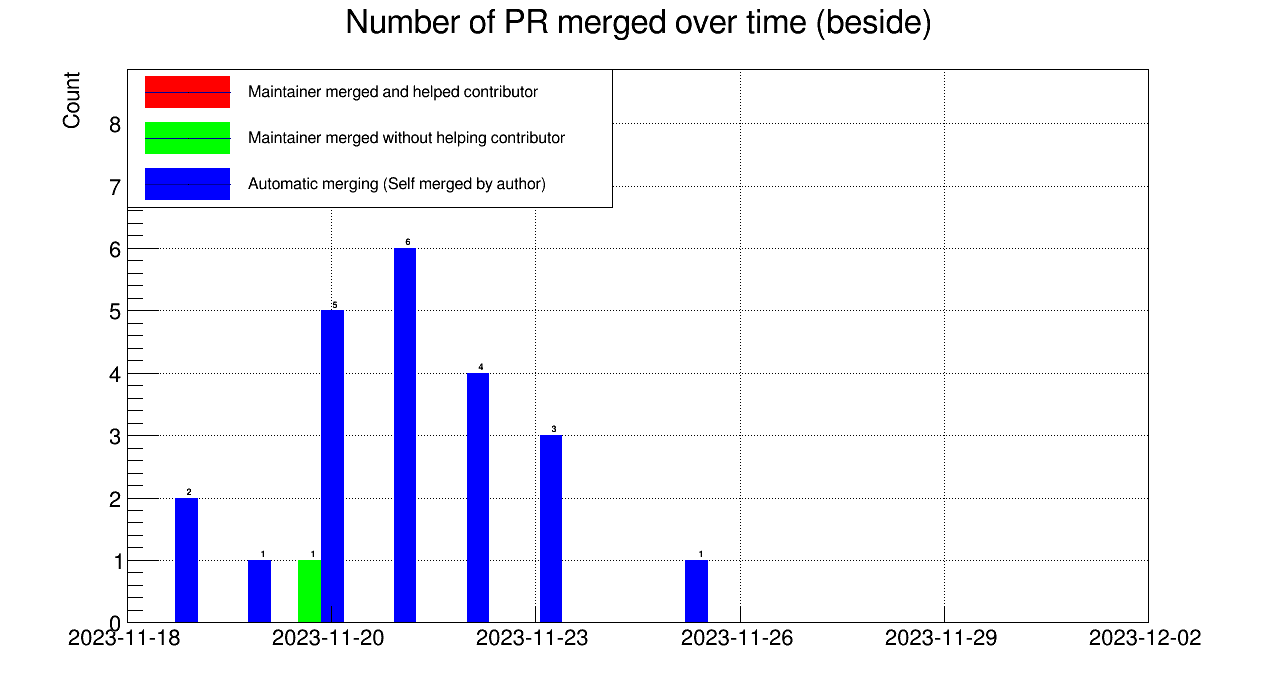 Number of PR merged over time (beside)
Count
Maintainer merged and helped contributor
Maintainer merged without helping contributor
Automatic merging (Self merged by author)
8
7
6
5
4
3
2
1
0
2
1
1
5
6
4
3
1
2023-11-18 2023-11-20 2023-11-23 2023-11-26 2023-11-29 2023-12-02